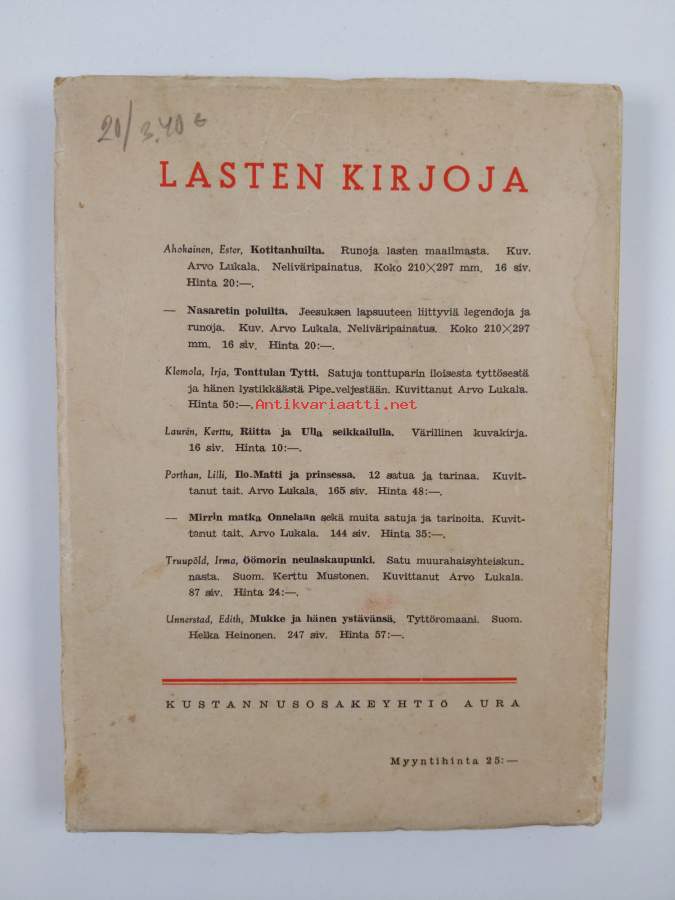 20/3.40 €
LASTEN KIRJOJA
Ahokainen, Ester, Kotitanhuilta. Runoja lasten maailmasta. Kuv.
Arvo Lukala. Neliväripainatus. Koko 210×297 mm. 16 siv.
Hinta 20:—.
— Nasaretin poluilta. Jeesuksen lapsuuteen liittyviä legendoja ja
runoja. Kuv. Arvo Lukala. Neliväripainatus. Koko 210×297
mm. 16 siv. Hinta 20:—.
Klemola, Irja, Tonttulan Tytti. Satuja tonttuparin iloisesta tyttösestä
ja hänen lystikkäästä Pipe-veljestään. Kuvittanut Arvo Lukala.
Hinta 50:—.
Antikvariaatti.net
Laurén, Kerttu, Riitta ja Ulla seikkailulla. Värillinen kuvakirja.
16 siv. Hinta 10:—.
Porthan, Lilli, Ilo-Matti ja prinsessa. 12 satua ja tarinaa. Kuvit-
tanut tait. Arvo Lukala. 165 siv. Hinta 48:—.
— Mirrin matka Onnelaan sekä muita satuja ja tarinoita. Kuvit-
tanut tait. Arvo Lukala. 144 siv. Hinta 35:—.
Truupõld, Irma, Öömorin neulaskaupunki. Satu muurahaisyhteiskun-
nasta. Suom. Kerttu Mustonen. Kuvittanut Arvo Lukala.
87 siv. Hinta 24:—.
Unnerstad, Edith, Mukke ja hänen ystävänsä. Tyttöromaani. Suom.
Helka Heinonen. 247 siv. Hinta 57:—.
KUSTANNUSOSAKEYHTIÖ AURA
Myyntihinta 25:—